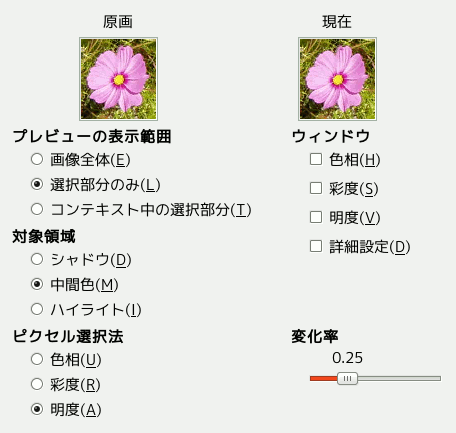 原画
現在
プレビューの表示範囲
画像全体(E)
選択部分のみ(L)
コンテキスト中の選択部分(T)
対象領域
シャドウ(D)
中間色(M)
ハイライト(I)
ピクセル選択法
色相(U)
彩度(R)
明度(A)
ウィンドウ
色相(H)
彩度(S)
明度(V)
詳細設定(D)
変化率
0.25